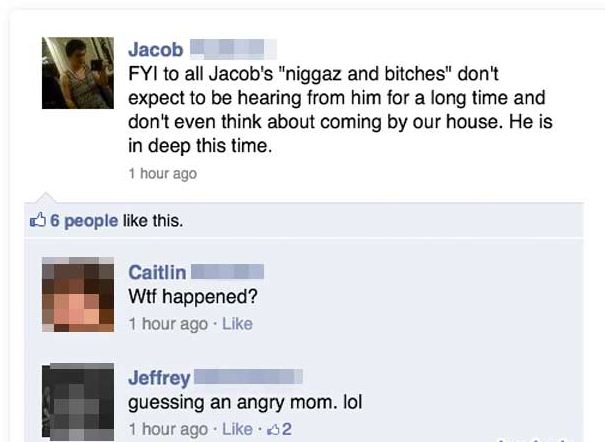 Jacob
FYI to all Jacob's "niggaz and bitches" don't
expect to be hearing from him for a long time and
don't even think about coming by our house. He is
in deep this time.
1 hour ago
6 people like this.
Caitlin
Wtf happened?
1 hour ago · Like
Jeffrey
guessing an angry mom. lol
1 hour ago · Like · 2